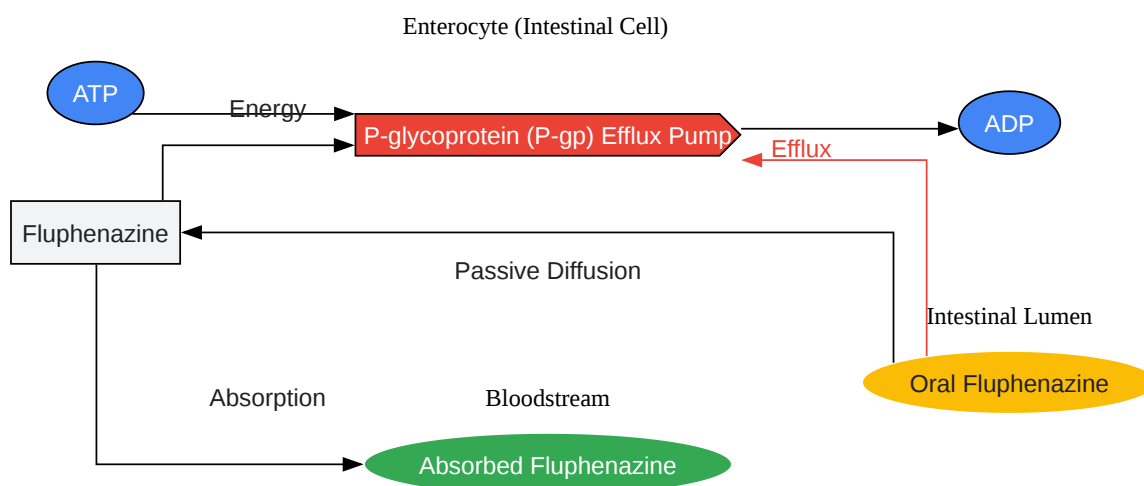 Enterocyte (Intestinal Cell)
ATP
Energy
P-glycoprotein (P-gp) Efflux Pump
ADP
Efflux
Fluphenazine
Passive Diffusion
Intestinal Lumen
Oral Fluphenazine
Absorption
Bloodstream
Absorbed Fluphenazine